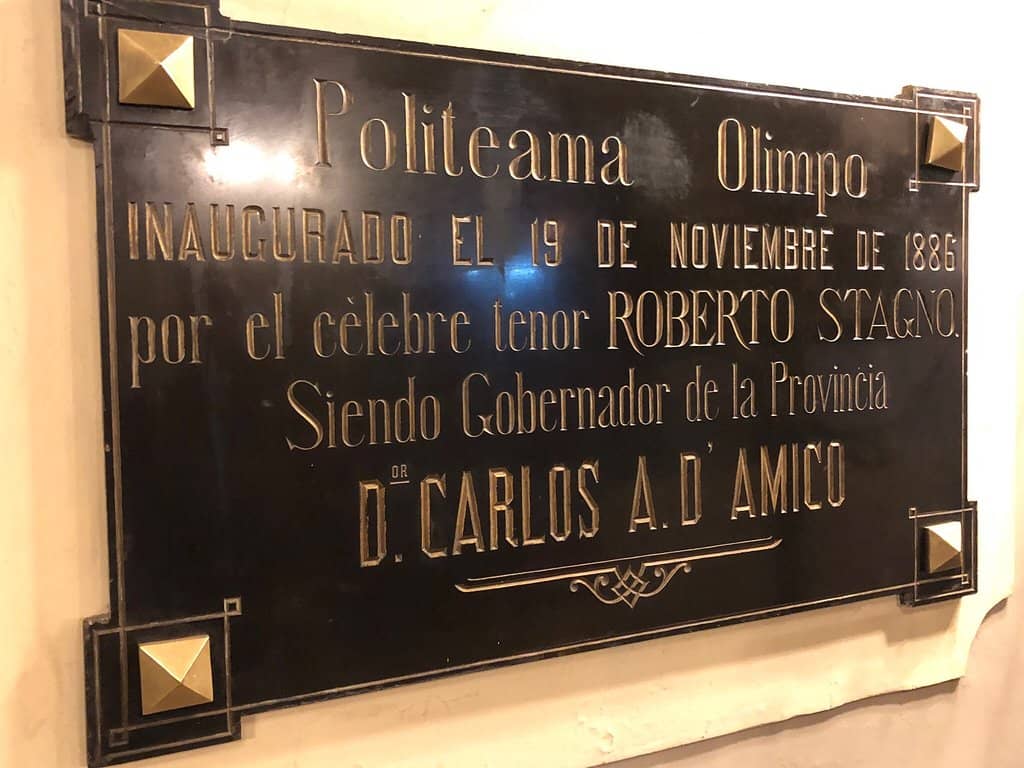 Politeama Olimpo
INAUGURADO EL 19 DE NOVIEMBRE DE 1886
por el cèlebre tenor ROBERTO STAGNO.
Siendo Gobernador de la Provincia
DOR. CARLOS A. D'AMICO